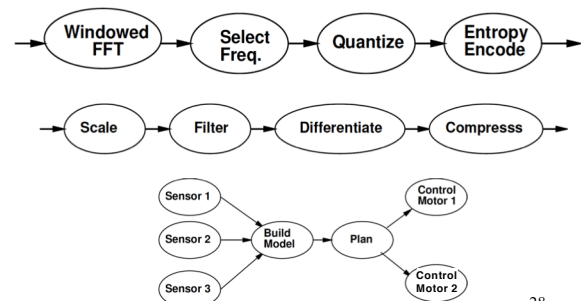 Windowed
FFT
Select
Freq.
Quantize
Entropy
Encode
Scale
Filter
Differentiate
Compresss
Sensor 1
Sensor 2
Sensor 3
Build
Model
Plan
Control
Motor 1
Control
Motor 2
28